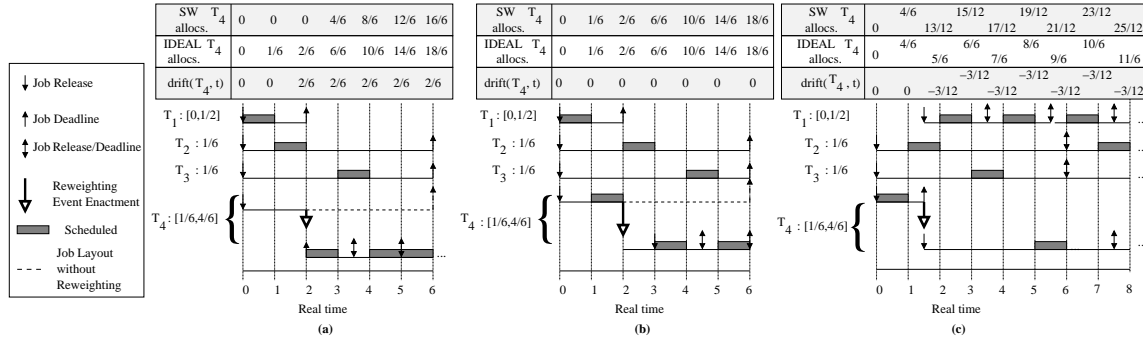 Job Release
Job Deadline
Job Release/Deadline
Reweighting
Event Enactment
Scheduled
Job Layout
without
Reweighting
SW T4
allocs.
0 0 0 4/6 8/6 12/6 16/6
IDEAL T4
allocs.
0 1/6 2/6 6/6 10/6 14/6 18/6
drift(T4, t)
0 0 2/6 2/6 2/6 2/6 2/6
T1 : [0,1/2]
T2 : 1/6
T3 : 1/6
T4 : [1/6,4/6]
...
0 1 2 3 4 5 6
Real time
(a)
SW T4
allocs.
0 1/6 2/6 6/6 10/6 14/6 18/6
IDEAL T4
allocs.
0 1/6 2/6 6/6 10/6 14/6 18/6
drift(T4, t)
0 0 0 0 0 0 0
T1 : [0,1/2]
T2 : 1/6
T3 : 1/6
T4 : [1/6,4/6]
...
0 1 2 3 4 5 6
Real time
(b)
SW T4
allocs.
4/6 15/12 19/12 23/12
0 13/12 17/12 21/12 25/12
IDEAL T4
allocs.
4/6 6/6 8/6 10/6
0 5/6 7/6 9/6 11/6
drift(T4, t)
−3/12 −3/12 −3/12
0 0 −3/12 −3/12 −3/12 −3/12
T1 : [0,1/2]
...
T2 : 1/6
...
T3 : 1/6
...
T4 : [1/6,4/6]
...
0 1 2 3 4 5 6 7 8
Real time
(c)